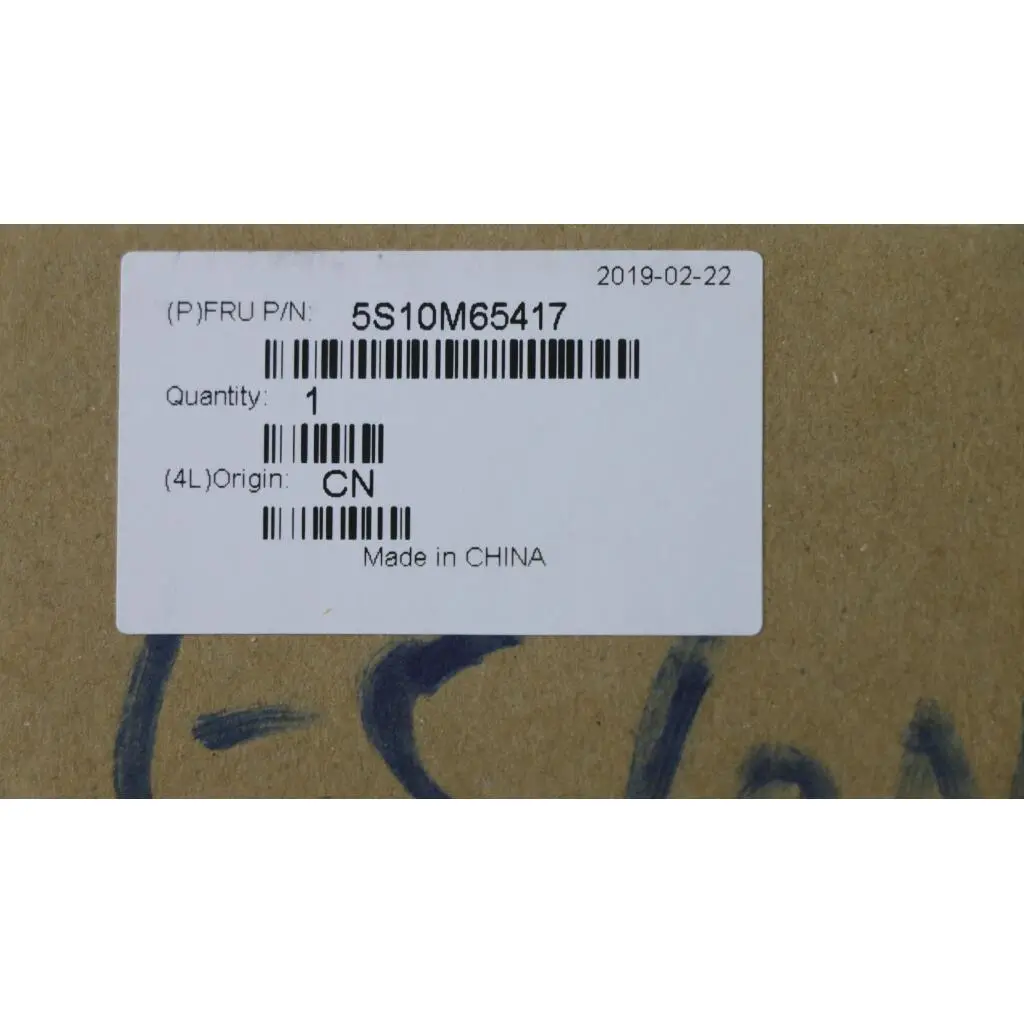 2019-02-22
(P)FRU P/N: 5S10M65417
Quantity: 1
(4L)Origin: CN
Made in CHINA